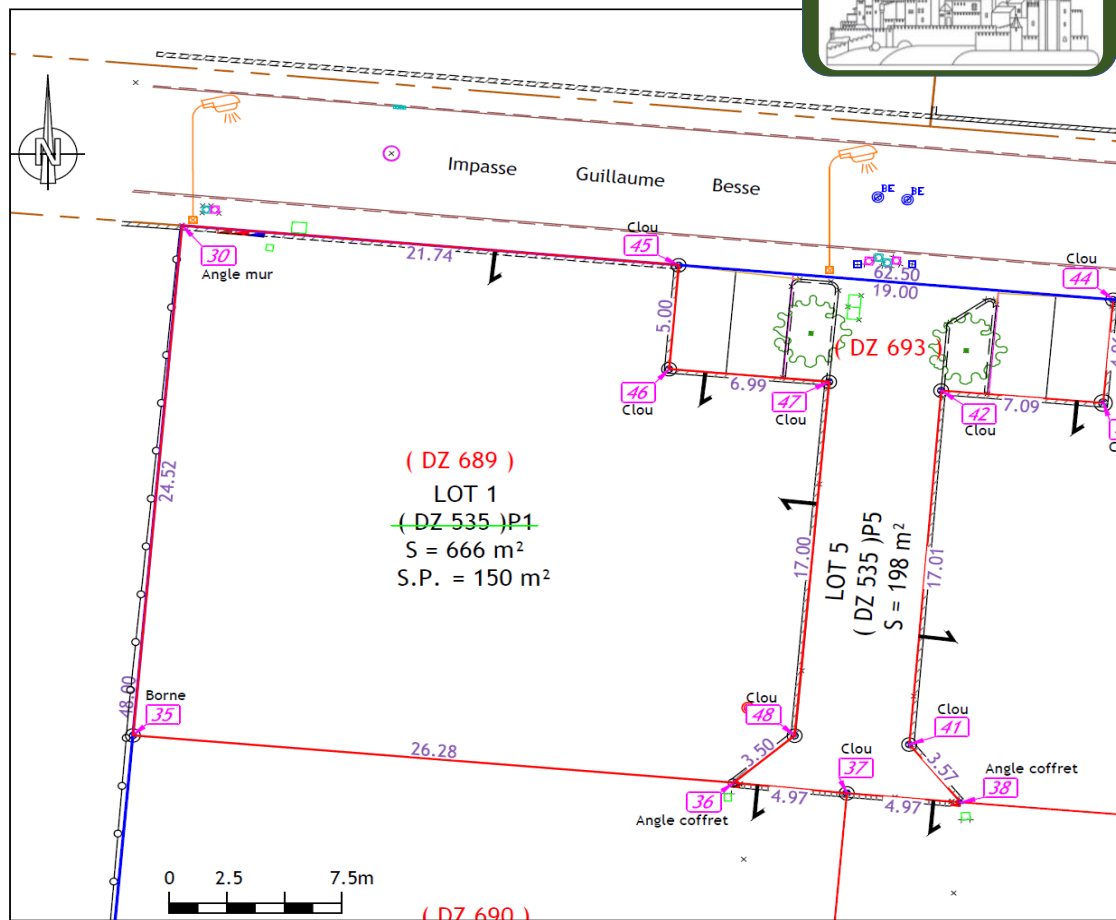 N
Impasse Guillaume Besse
BE
BE
30
Angle mur
21.74
Clou
45
62.50
19.00
Clou
44
5.00
46
Clou
6.99
47
Clou
( DZ 693 )
42
Clou
7.09
( DZ 689 )
LOT 1
( DZ 535 )P1
S = 666 m²
S.P. = 150 m²
24.52
17.00
LOT 5
( DZ 535 )P5
S = 198 m²
17.01
48.00
Borne
35
26.28
48
Clou
3.50
Clou
41
3.57
Clou
37
36
Angle coffret
4.97
4.97
Angle coffret
38
0 2.5 7.5m
( DZ 690 )